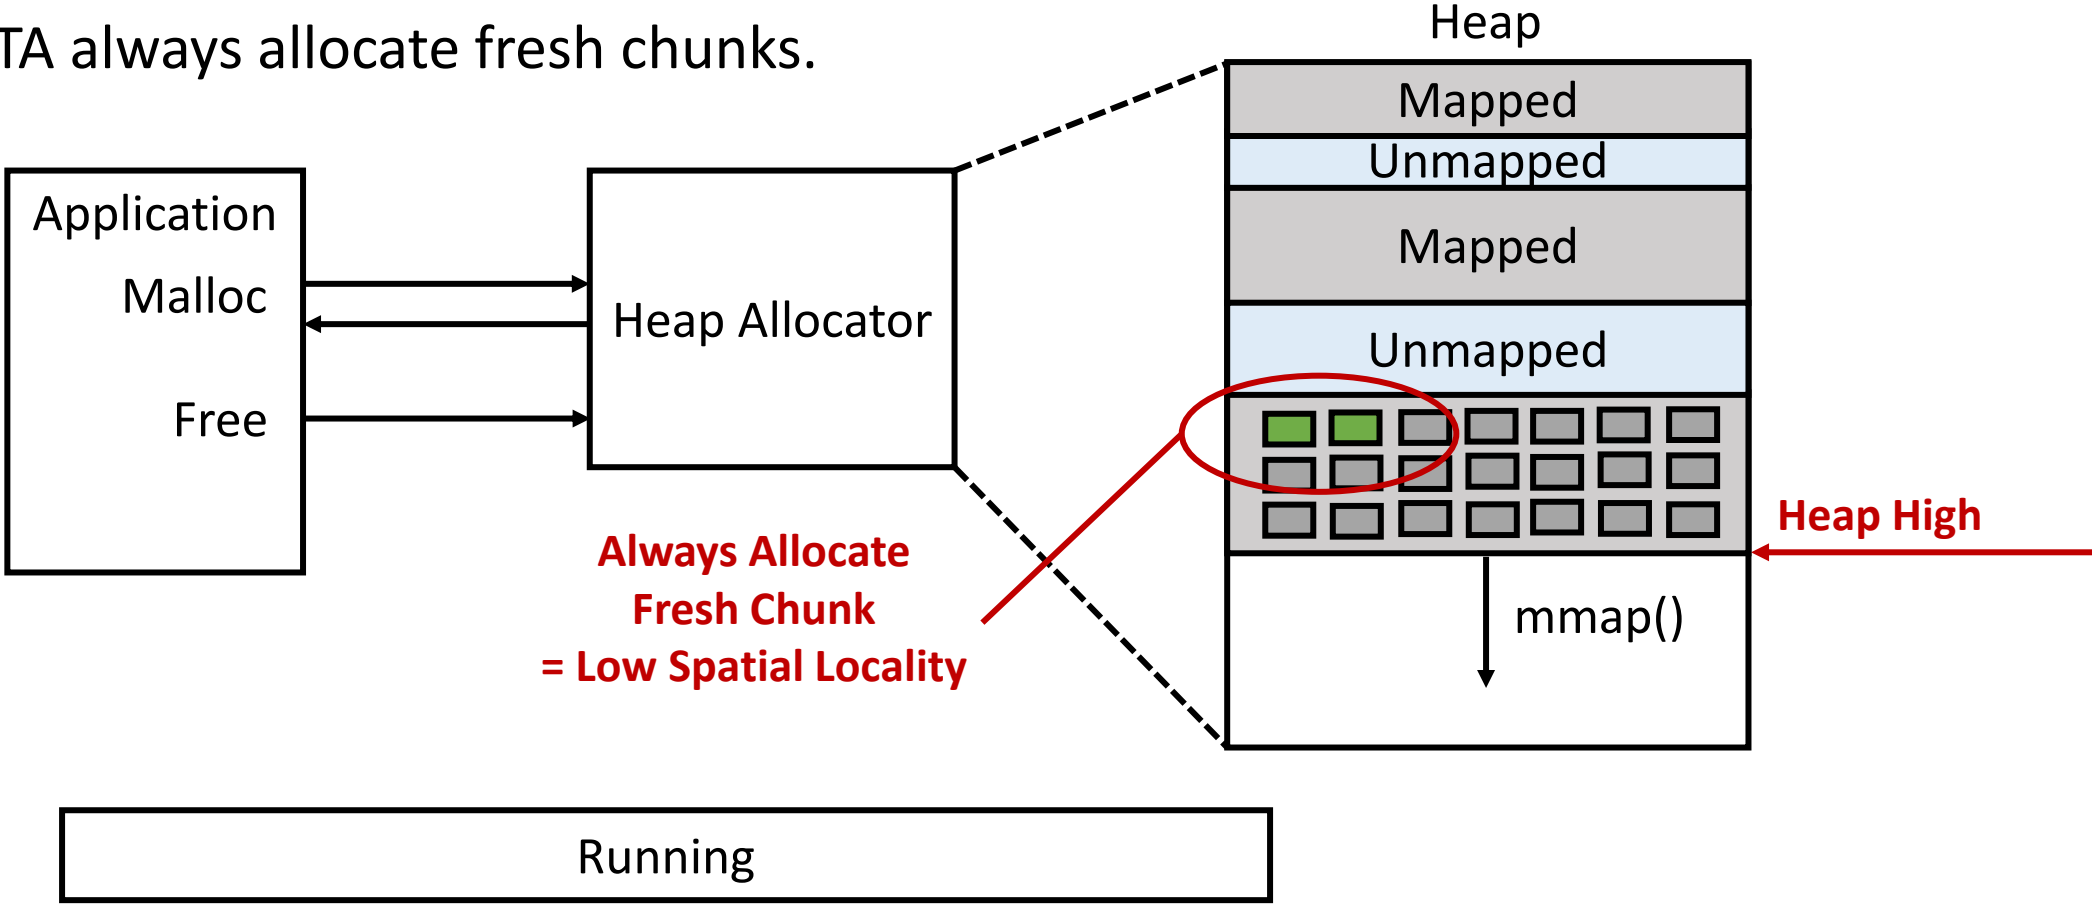 TA always allocate fresh chunks.
Heap
Mapped
Unmapped
Mapped
Unmapped
Application
Malloc
Free
Heap Allocator
Always Allocate
Fresh Chunk
= Low Spatial Locality
Heap High
mmap()
Running